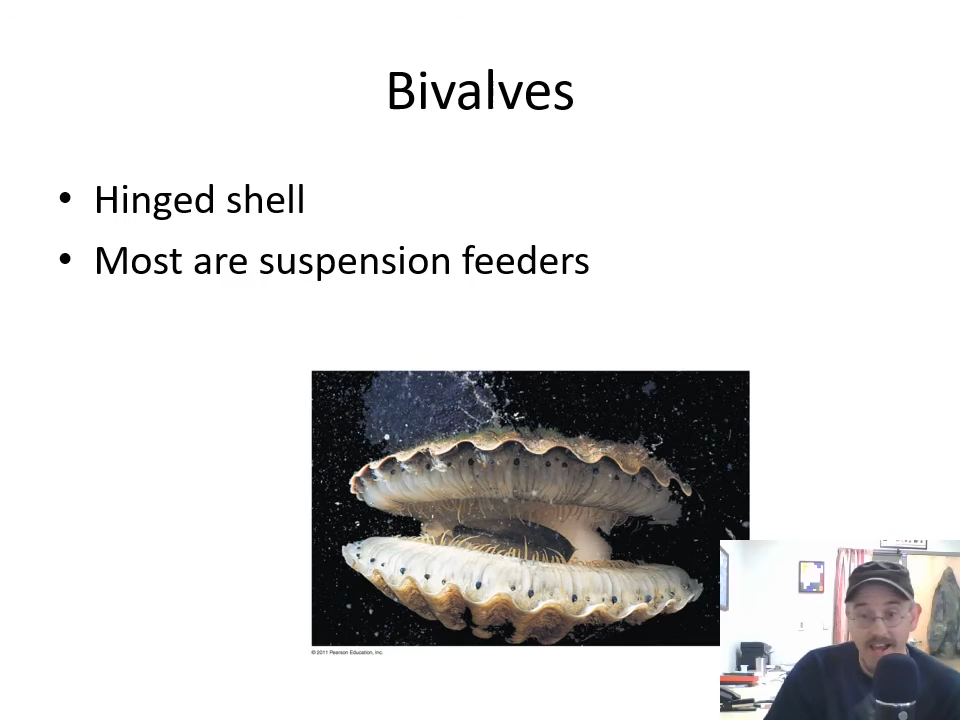 Bivalves
• Hinged shell
• Most are suspension feeders
© 2011 Pearson Education, Inc.